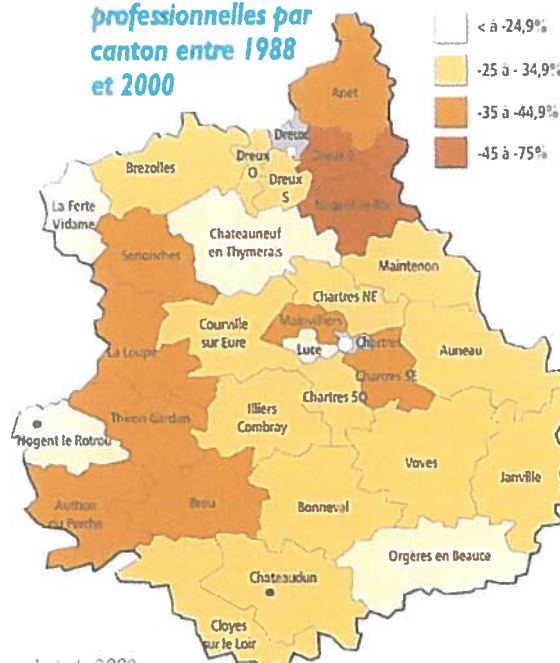 professionnelles par
canton entre 1988
et 2000
< à -24,9%
-25 à - 34,9%
-35 à -44,9%
-45 à -75%
Anet
Dreux
Dreux E
Brezolles
Dreux
O
Dreux
S
Nogent le Roi
La Ferte
Vidame
Chateauneuf
en Thymerais
Senonches
Maintenon
Chartres NE
Courville
sur Eure
Mainvilliers
Luce
Chartres
Auneau
La Loupe
Chartres SE
Thiron Gardan
Illiers
Combray
Chartres SO
Nogent le Rotrou
Voves
Janville
Authon
du Perche
Brou
Bonneval
Orgères en Beauce
Chateaudun
Cloyes
sur le Loir
2000